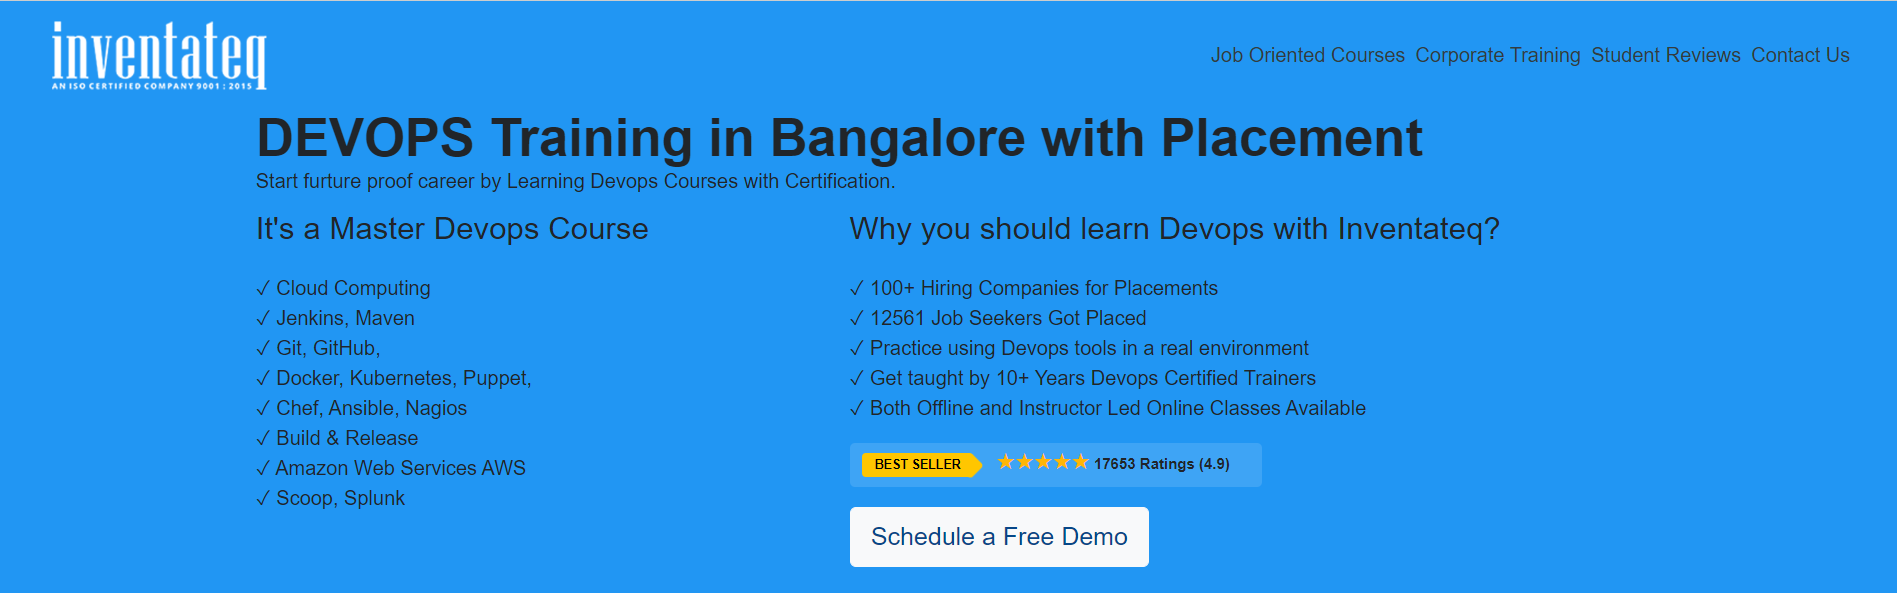 inventateq
AN ISO CERTIFIED COMPANY 9001 : 2015
Job Oriented Courses Corporate Training Student Reviews Contact Us
DEVOPS Training in Bangalore with Placement
Start furture proof career by Learning Devops Courses with Certification.
It's a Master Devops Course
✓ Cloud Computing
✓ Jenkins, Maven
✓ Git, GitHub,
✓ Docker, Kubernetes, Puppet,
✓ Chef, Ansible, Nagios
✓ Build & Release
✓ Amazon Web Services AWS
✓ Scoop, Splunk
Why you should learn Devops with Inventateq?
✓ 100+ Hiring Companies for Placements
✓ 12561 Job Seekers Got Placed
✓ Practice using Devops tools in a real environment
✓ Get taught by 10+ Years Devops Certified Trainers
✓ Both Offline and Instructor Led Online Classes Available
BEST SELLER ★★★★★ 17653 Ratings (4.9)
Schedule a Free Demo